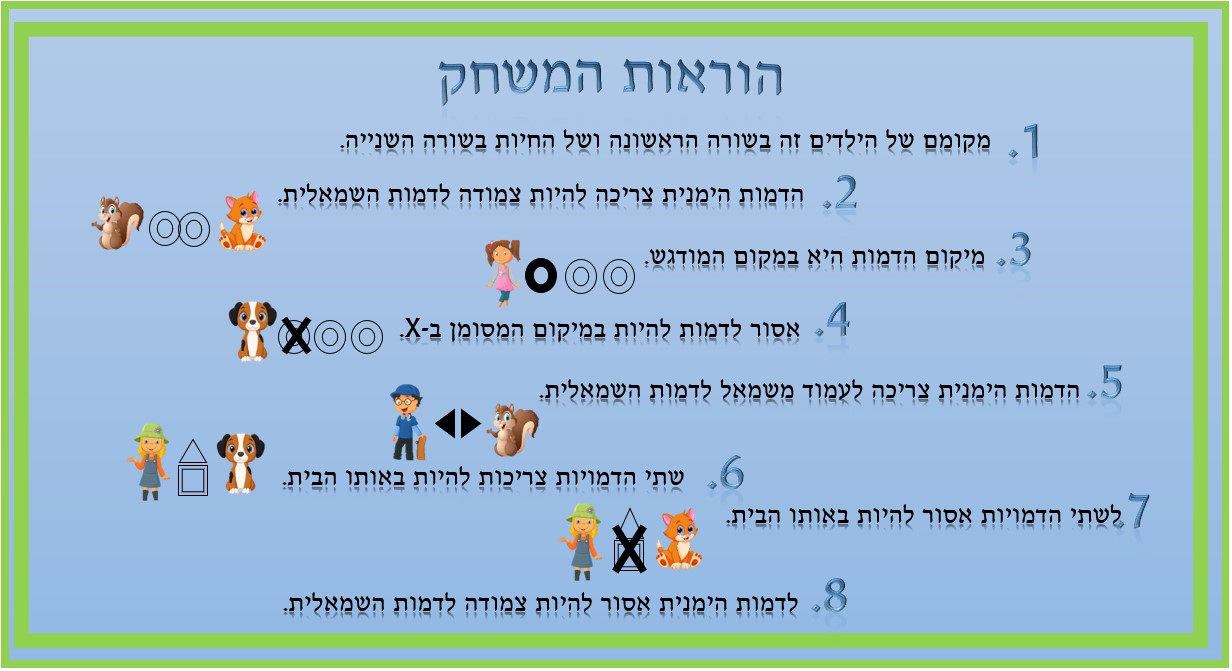 הוראות המשחק
1. מקומם של הילדים זה בשורה הראשונה ושל החיות בשורה השנייה.
2. הדמות הימנית צריכה להיות צמודה לדמות השמאלית.
3. מיקום הדמות היא במקום המודגש.
4. אסור לדמות להיות במיקום המסומן ב-X.
5. הדמות הימנית צריכה לעמוד משמאל לדמות השמאלית.
6. שתי הדמויות צריכות להיות באותו הבית.
7. לשתי הדמויות אסור להיות באותו הבית.
8. לדמות הימנית אסור להיות צמודה לדמות השמאלית.